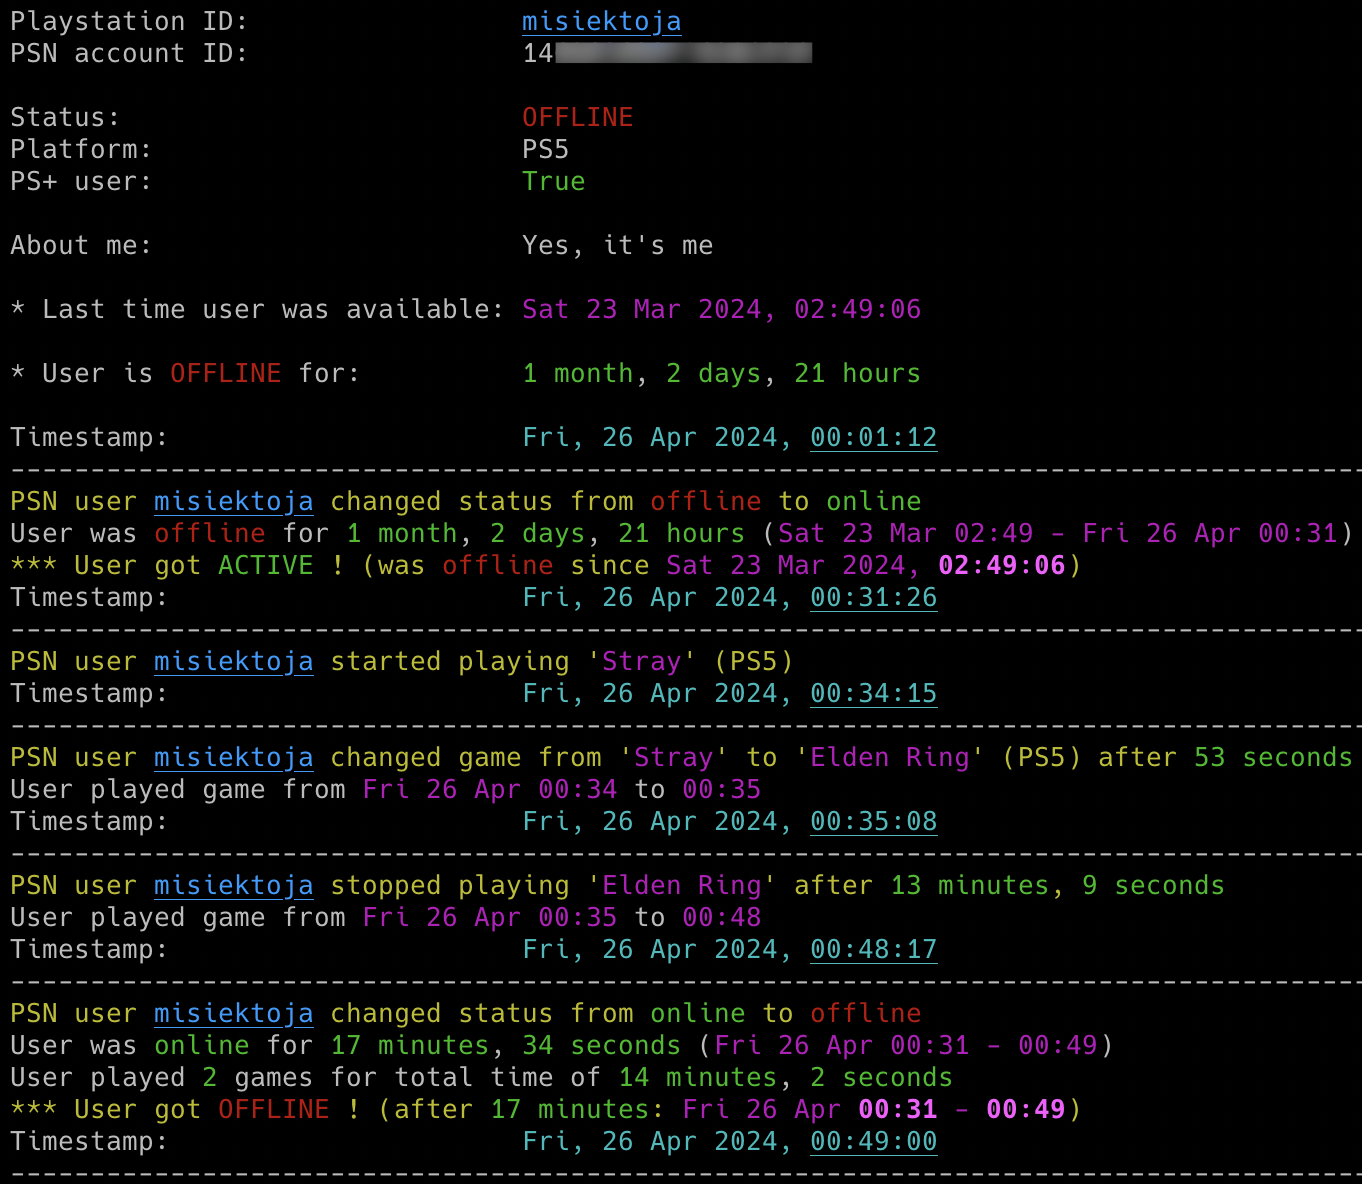 Playstation ID: misiektoja
PSN account ID: 14
Status: OFFLINE
Platform: PS5
PS+ user: True
About me: Yes, it's me
* Last time user was available: Sat 23 Mar 2024, 02:49:06
* User is OFFLINE for: 1 month, 2 days, 21 hours
Timestamp: Fri, 26 Apr 2024, 00:01:12
--------------------------------------------------------------------------------------
PSN user misiektoja changed status from offline to online
User was offline for 1 month, 2 days, 21 hours (Sat 23 Mar 02:49 - Fri 26 Apr 00:31)
*** User got ACTIVE ! (was offline since Sat 23 Mar 2024, 02:49:06)
Timestamp: Fri, 26 Apr 2024, 00:31:26
--------------------------------------------------------------------------------------
PSN user misiektoja started playing 'Stray' (PS5)
Timestamp: Fri, 26 Apr 2024, 00:34:15
--------------------------------------------------------------------------------------
PSN user misiektoja changed game from 'Stray' to 'Elden Ring' (PS5) after 53 seconds
User played game from Fri 26 Apr 00:34 to 00:35
Timestamp: Fri, 26 Apr 2024, 00:35:08
--------------------------------------------------------------------------------------
PSN user misiektoja stopped playing 'Elden Ring' after 13 minutes, 9 seconds
User played game from Fri 26 Apr 00:35 to 00:48
Timestamp: Fri, 26 Apr 2024, 00:48:17
--------------------------------------------------------------------------------------
PSN user misiektoja changed status from online to offline
User was online for 17 minutes, 34 seconds (Fri 26 Apr 00:31 - 00:49)
User played 2 games for total time of 14 minutes, 2 seconds
*** User got OFFLINE ! (after 17 minutes: Fri 26 Apr 00:31 - 00:49)
Timestamp: Fri, 26 Apr 2024, 00:49:00
--------------------------------------------------------------------------------------